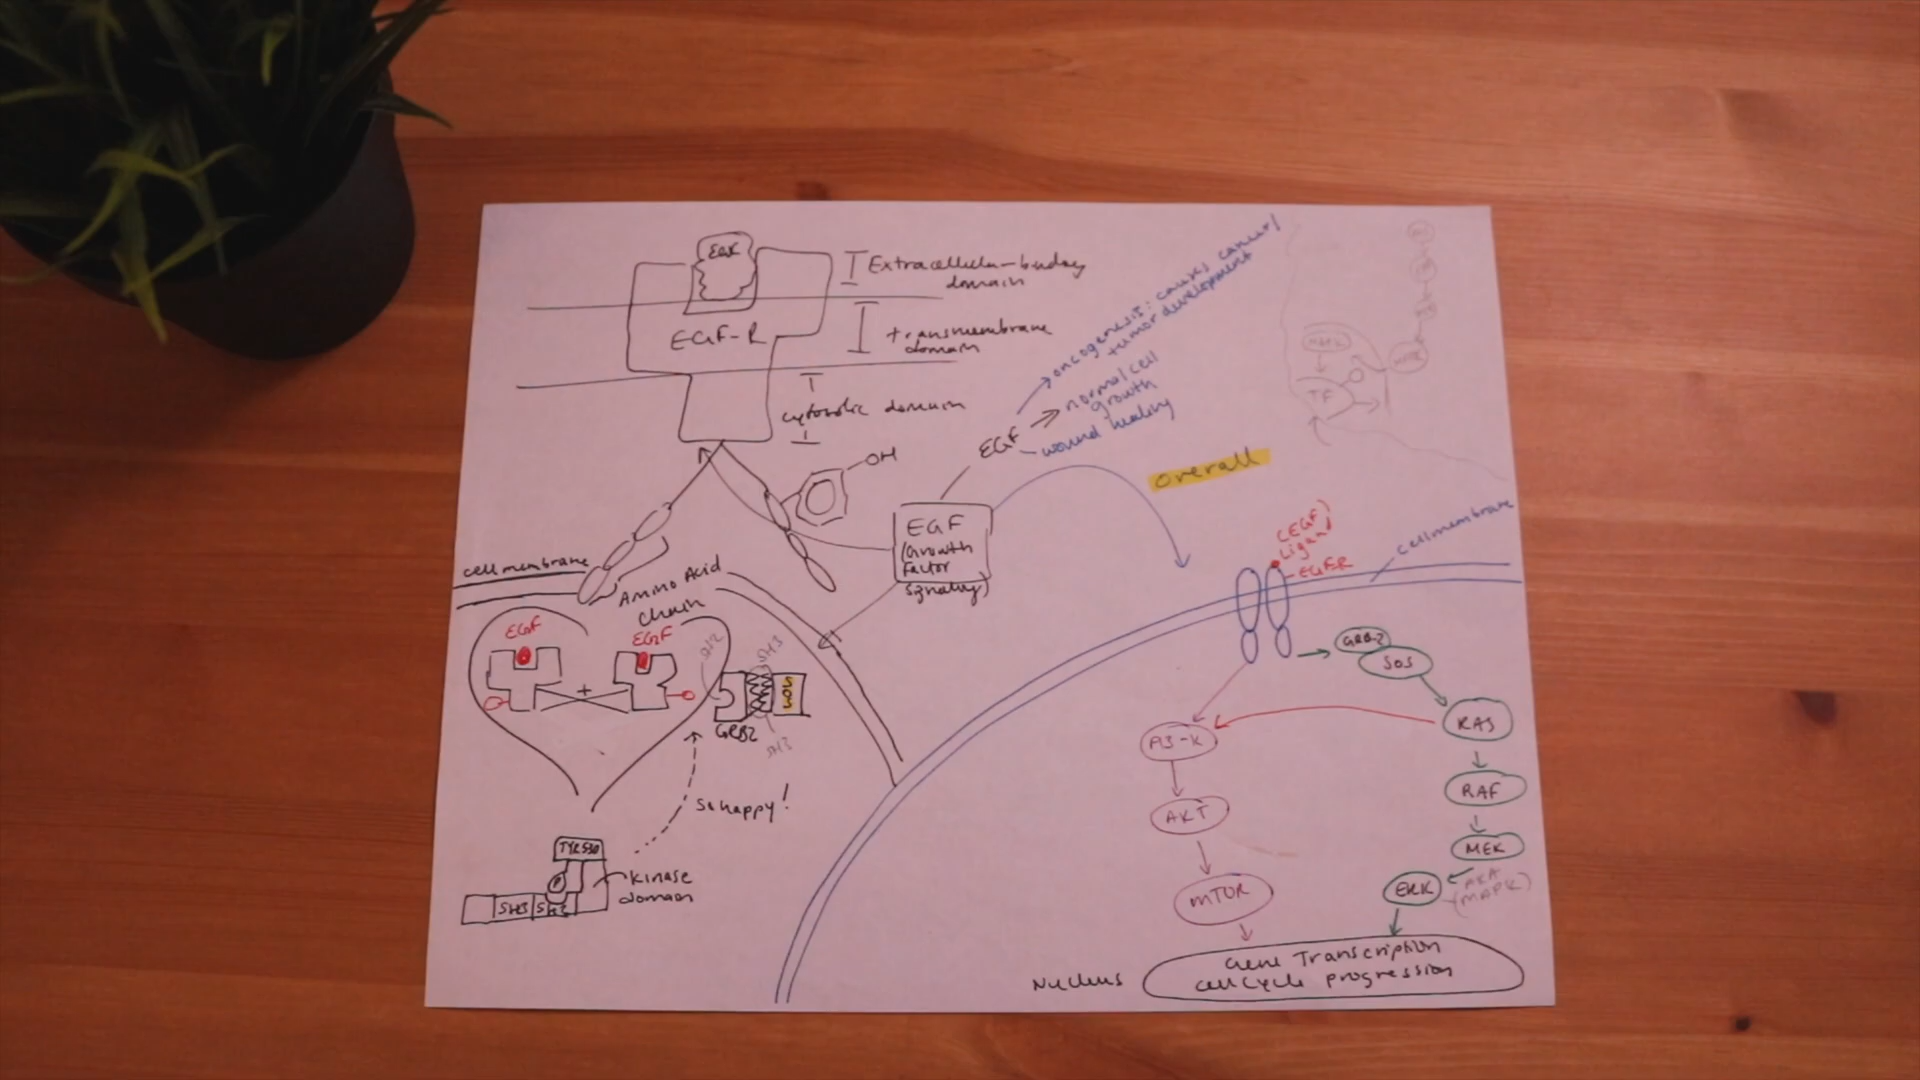 EGF
Extracellular-binding
domain
EGF-R
transmembrane
domain
cytosolic domain
OH
EGF
oncogenesis: causes cancer/
tumor development
normal cell
growth
wound healing
overall
EGF
(Growth
Factor
Signaling)
cell membrane
Amino Acid
chain
EGF
EGF
+
SH2
SH3
SOS
GRB2
SH3
So happy!
TYR530
P
kinase
domain
SH3
SH2
MAPK
TF
(EGF)
Ligand
EGFR
cell membrane
GRB-2
SOS
RAS
RAF
MEK
ERK
AKA
(MAPK)
PI3-K
AKT
mTOR
Nucleus
Gene Transcription
Cell Cycle progression